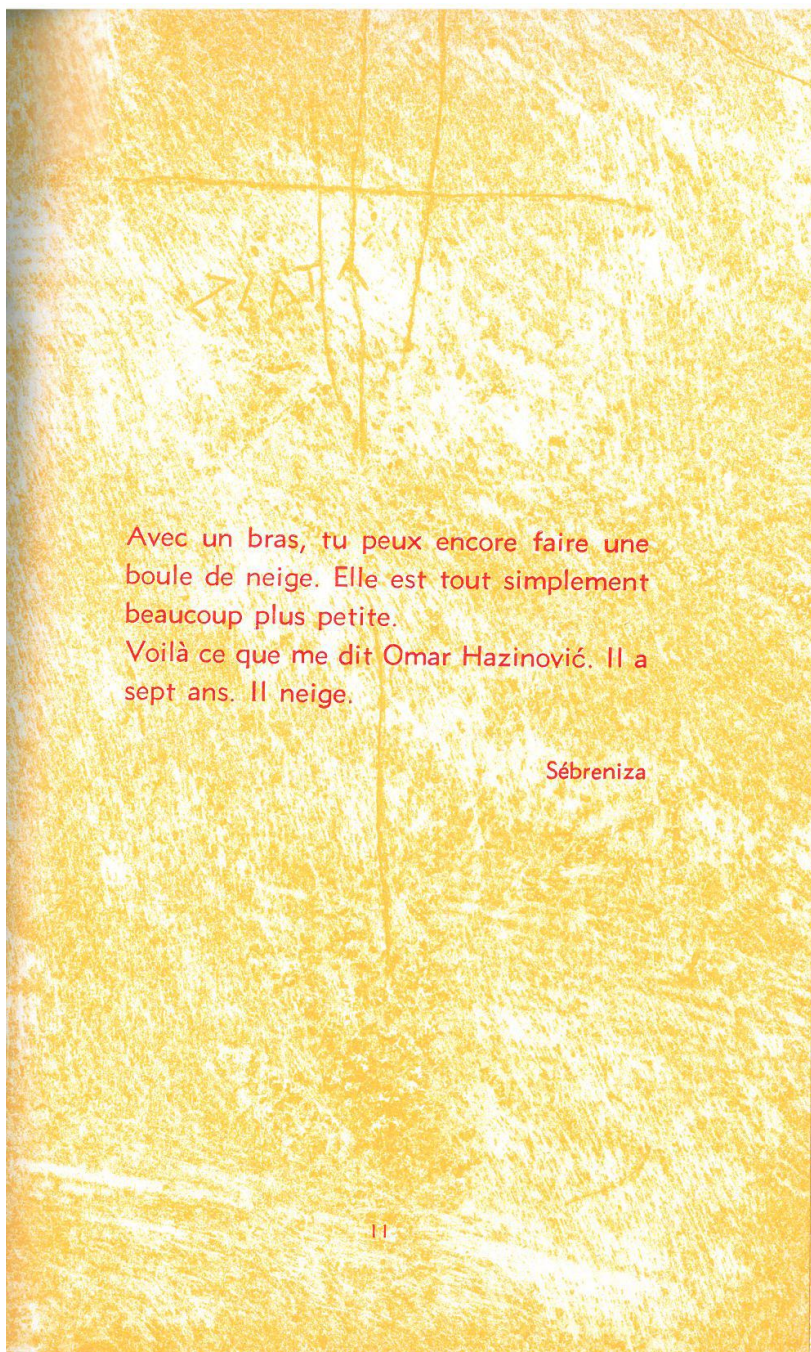 ZLATA
Avec un bras, tu peux encore faire une
boule de neige. Elle est tout simplement
beaucoup plus petite.
Voilà ce que me dit Omar Hazinović. Il a
sept ans. Il neige.
Sébreniza
11